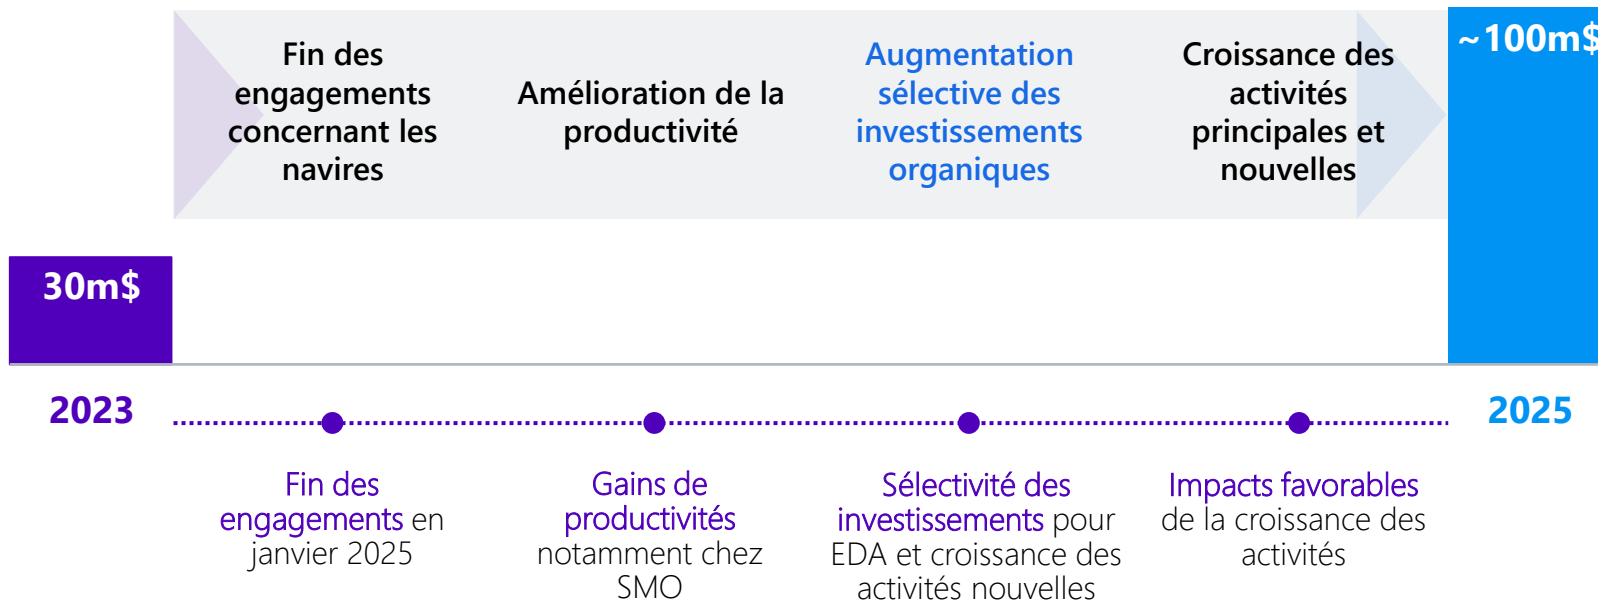 Fin des
engagements
concernant les
navires
Amélioration de la
productivité
Augmentation
sélective des
investissements
organiques
Croissance des
activités
principales et
nouvelles
~100m$
30m$
2023
2025
Fin des
engagements en
janvier 2025
Gains de
productivités
notamment chez
SMO
Sélectivité des
investissements pour
EDA et croissance des
activités nouvelles
Impacts favorables
de la croissance des
activités